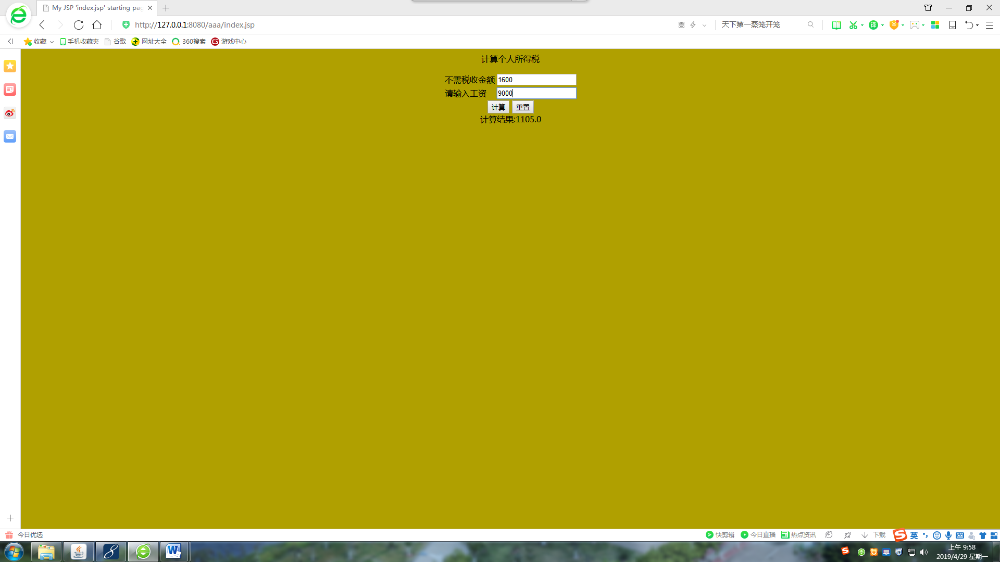 My JSP 'index.jsp' starting pa
http://127.0.0.1:8080/aaa/index.jsp
天下第一蒸笼开笼
收藏 手机收藏夹 谷歌 网址大全 360搜索 游戏中心
计算个人所得税
不需税收金额 1600
请输入工资 9000
计算 重置
计算结果:1105.0
今日优选
快剪辑 今日直播 热点资讯 下载 英
上午 9:58
2019/4/29 星期一